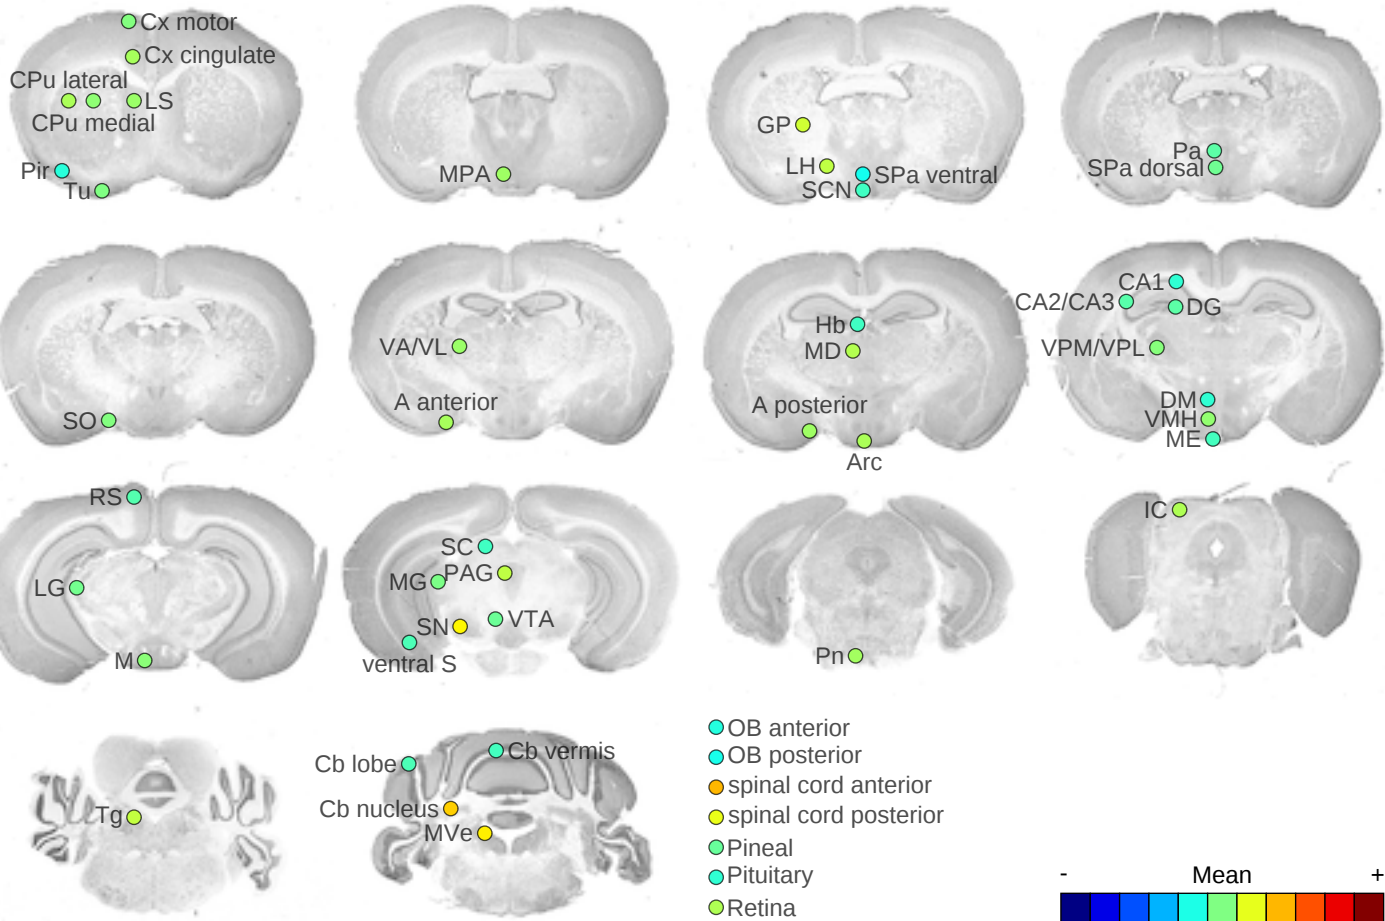 Cx motor
Cx cingulate
CPu lateral
LS
CPu medial
Pir
Tu
MPA
GP
LH
SPa ventral
SCN
Pa
SPa dorsal
SO
VA/VL
A anterior
Hb
MD
A posterior
Arc
CA1
CA2/CA3
DG
VPM/VPL
DM
VMH
ME
RS
LG
M
SC
MG
PAG
SN
VTA
ventral S
Pn
IC
Tg
Cb lobe
Cb vermis
Cb nucleus
MVe
OB anterior
OB posterior
spinal cord anterior
spinal cord posterior
Pineal
Pituitary
Retina
- Mean +